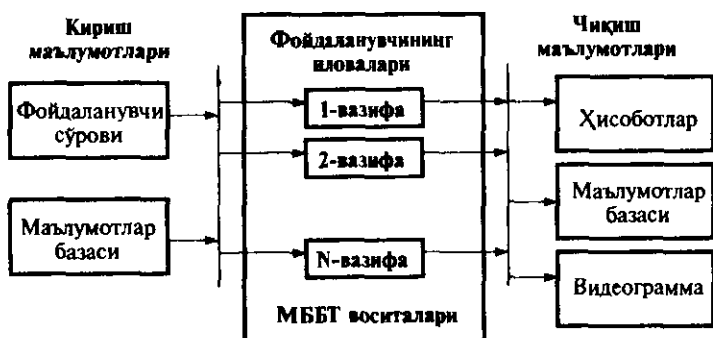 Кириш
маълумотлари
Фойдаланувчи
сўрови
Маълумотлар
базаси
Фойдаланувчининг
иловалари
1-вазифа
2-вазифа
N-вазифа
МББТ воситалари
Чиқиш
маълумотлари
Ҳисоботлар
Маълумотлар
базаси
Видеограмма